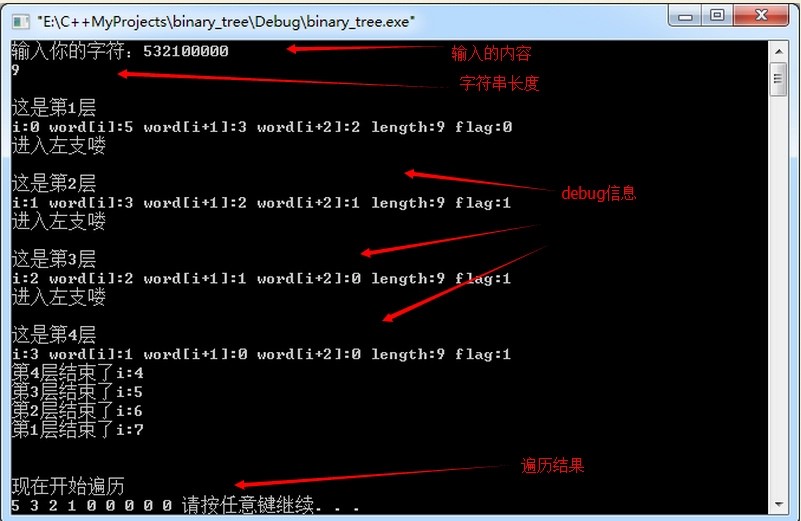 "E:\C++MyProjects\binary_tree\Debug\binary_tree.exe"
输入你的字符：532100000
输入的内容
9
字符串长度
这是第1层
i:0 word[i]:5 word[i+1]:3 word[i+2]:2 length:9 flag:0
进入左支喽
这是第2层
debug信息
i:1 word[i]:3 word[i+1]:2 word[i+2]:1 length:9 flag:1
进入左支喽
这是第3层
i:2 word[i]:2 word[i+1]:1 word[i+2]:0 length:9 flag:1
进入左支喽
这是第4层
i:3 word[i]:1 word[i+1]:0 word[i+2]:0 length:9 flag:1
第4层结束了i:4
第3层结束了i:5
第2层结束了i:6
第1层结束了i:7
遍历结果
现在开始遍历
5 3 2 1 0 0 0 0 0 请按任意键继续. . .